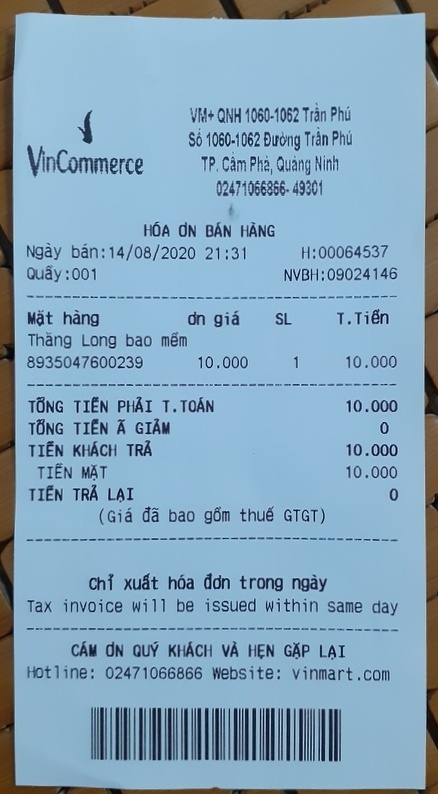 VinCommerce
VM+ QNH 1060-1062 Trần Phú
Số 1060-1062 Đường Trần Phú
TP. Cẩm Phả, Quảng Ninh
02471066866- 49301
HÓA ƠN BÁN HÀNG
Ngày bán:14/08/2020 21:31 H:00064537
Quầy:001 NVBH:09024146
Mặt hàng ơn giá SL T.Tiền
Thăng Long bao mềm
8935047600239 10.000 1 10.000
TỔNG TIỀN PHẢI T.TOÁN 10.000
TỔNG TIỀN Ã GIẢM 0
TIỀN KHÁCH TRẢ 10.000
TIỀN MẶT 10.000
TIỀN TRẢ LẠI 0
(Giá đã bao gồm thuế GTGT)
Chỉ xuất hóa đơn trong ngày
Tax invoice will be issued within same day
CÁM ƠN QUÝ KHÁCH VÀ HẸN GẶP LẠI
Hotline: 02471066866 Website: vinmart.com